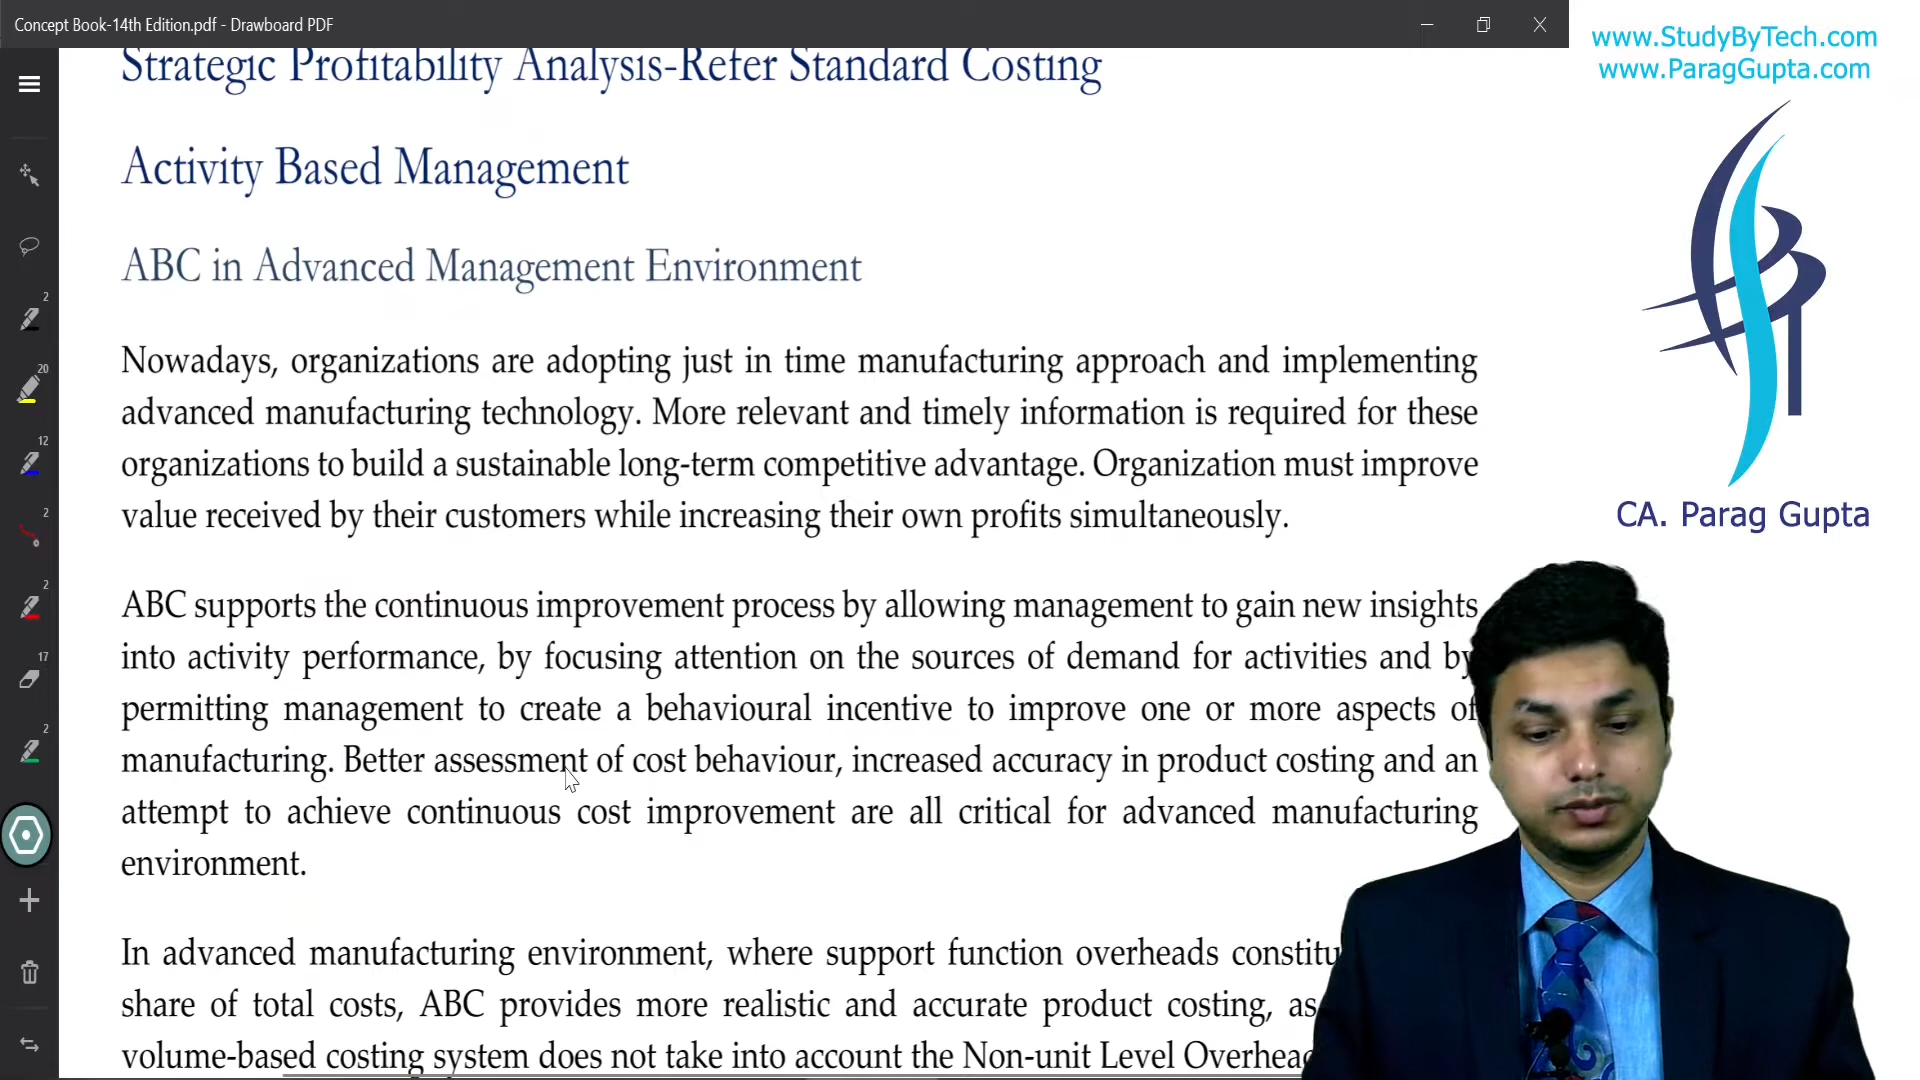 Concept Book-14th Edition.pdf - Drawboard PDF
www.StudyByTech.com
www.ParagGupta.com
Strategic Profitability Analysis-Refer Standard Costing
Activity Based Management
ABC in Advanced Management Environment
Nowadays, organizations are adopting just in time manufacturing approach and implementing
advanced manufacturing technology. More relevant and timely information is required for these
organizations to build a sustainable long-term competitive advantage. Organization must improve
value received by their customers while increasing their own profits simultaneously.
ABC supports the continuous improvement process by allowing management to gain new insights
into activity performance, by focusing attention on the sources of demand for activities and by
permitting management to create a behavioural incentive to improve one or more aspects of
manufacturing. Better assessment of cost behaviour, increased accuracy in product costing and an
attempt to achieve continuous cost improvement are all critical for advanced manufacturing
environment.
In advanced manufacturing environment, where support function overheads
share of total costs, ABC provides more realistic and accurate product costing, as
volume-based costing system does not take into account the Non-unit Level
CA. Parag Gupta
2
20
12
2
2
17
2